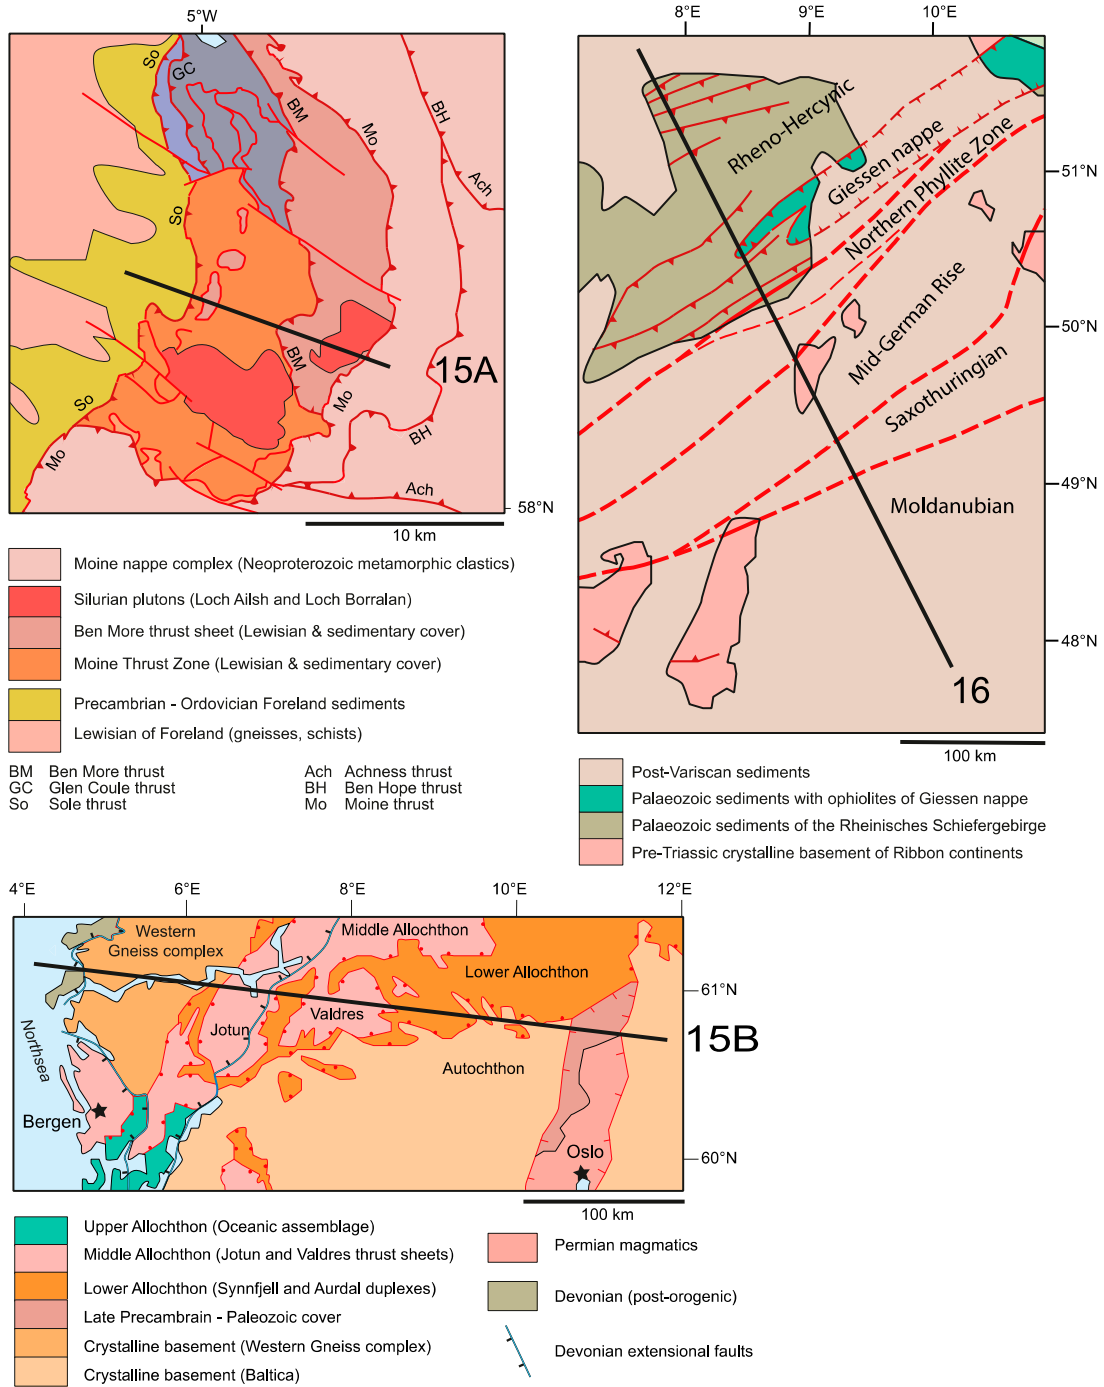 5°W
So
GC
BM
Mo
BH
Ach
So
15A
BM
Mo
So
BH
Mo
Ach
58°N
10 km
Moine nappe complex (Neoproterozoic metamorphic clastics)
Silurian plutons (Loch Ailsh and Loch Borralan)
Ben More thrust sheet (Lewisian & sedimentary cover)
Moine Thrust Zone (Lewisian & sedimentary cover)
Precambrian - Ordovician Foreland sediments
Lewisian of Foreland (gneisses, schists)
BM Ben More thrust
GC Glen Coule thrust
So Sole thrust
Ach Achness thrust
BH Ben Hope thrust
Mo Moine thrust
8°E 9°E 10°E
Rheno-Hercynic
Giessen nappe
Northern Phyllite Zone
Mid-German Rise
Saxothuringian
Moldanubian
51°N
50°N
49°N
48°N
16
100 km
Post-Variscan sediments
Palaeozoic sediments with ophiolites of Giessen nappe
Palaeozoic sediments of the Rheinisches Schiefergebirge
Pre-Triassic crystalline basement of Ribbon continents
4°E 6°E 8°E 10°E 12°E
Western
Gneiss complex
Middle Allochthon
Lower Allochthon
61°N
Valdres
Jotun
15B
Northsea
Autochthon
Bergen
Oslo
60°N
100 km
Upper Allochthon (Oceanic assemblage)
Middle Allochthon (Jotun and Valdres thrust sheets)
Lower Allochthon (Synnfjell and Aurdal duplexes)
Late Precambrain - Paleozoic cover
Crystalline basement (Western Gneiss complex)
Crystalline basement (Baltica)
Permian magmatics
Devonian (post-orogenic)
Devonian extensional faults